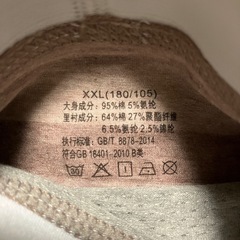 XXL(180/105)
大身成分：95%棉 5%氨纶
里衬成分：64%棉 27%聚酯纤维
6.5%氨纶 2.5%锦纶
执行标准：GB/T 8878-2014
符合GB 18401-2010 B类